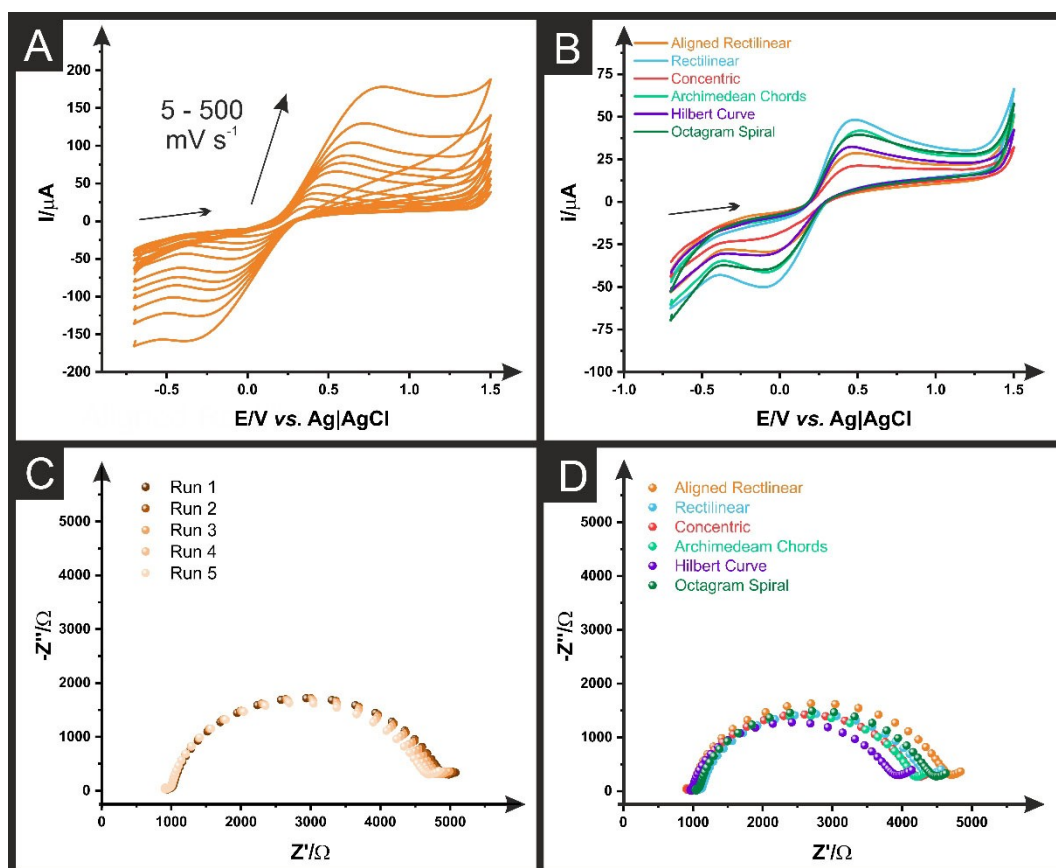 A
200
150
100
50
0
-50
-100
-150
-200
I/µA
5 - 500
mV s⁻¹
-0.5
0.0
0.5
1.0
1.5
E/V vs. Ag|AgCl
B
75
50
25
0
-25
-50
-75
-100
i/µA
Aligned Rectilinear
Rectilinear
Concentric
Archimedean Chords
Hilbert Curve
Octagram Spiral
-1.0
-0.5
0.0
0.5
1.0
1.5
E/V vs. Ag|AgCl
C
5000
4000
3000
2000
1000
0
-Z"/Ω
Run 1
Run 2
Run 3
Run 4
Run 5
0
1000
2000
3000
4000
5000
Z'/Ω
D
5000
4000
3000
2000
1000
0
-Z"/Ω
Aligned Rectlinear
Rectilinear
Concentric
Archimedeam Chords
Hilbert Curve
Octagram Spiral
0
1000
2000
3000
4000
5000
Z'/Ω